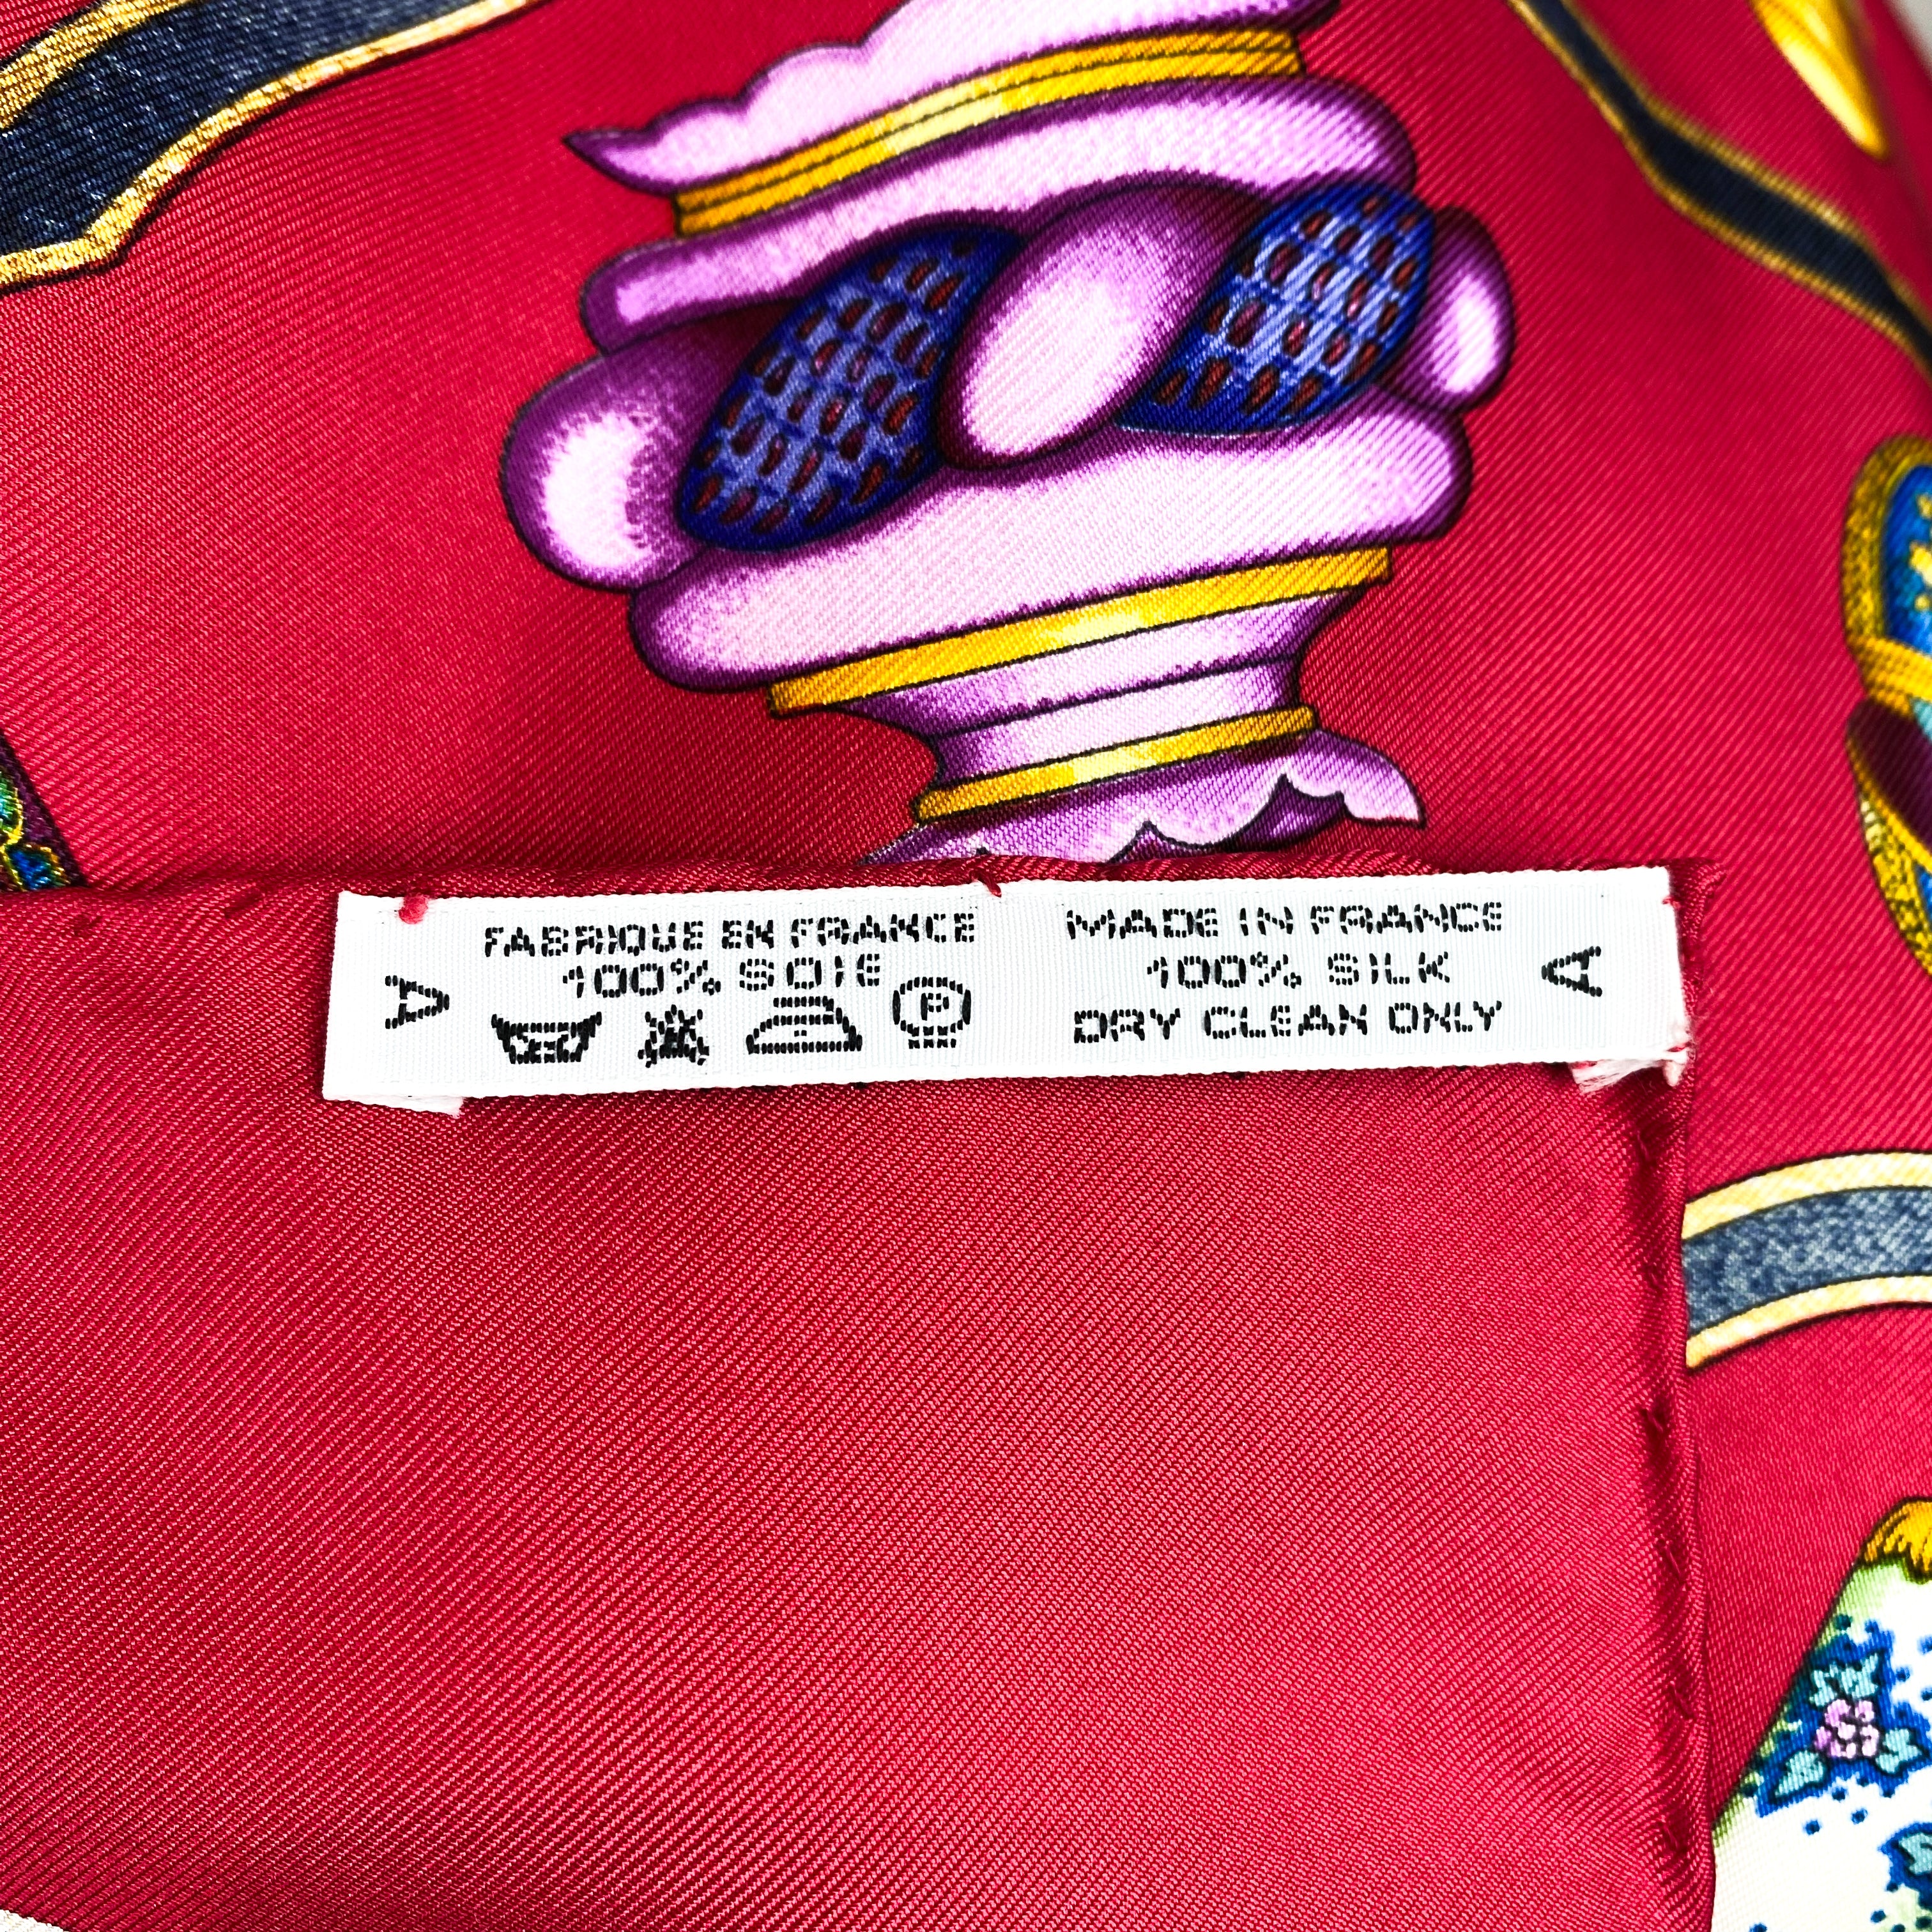 A
FABRIQUE EN FRANCE
100% SOIE
P
MADE IN FRANCE
100% SILK
DRY CLEAN ONLY
A